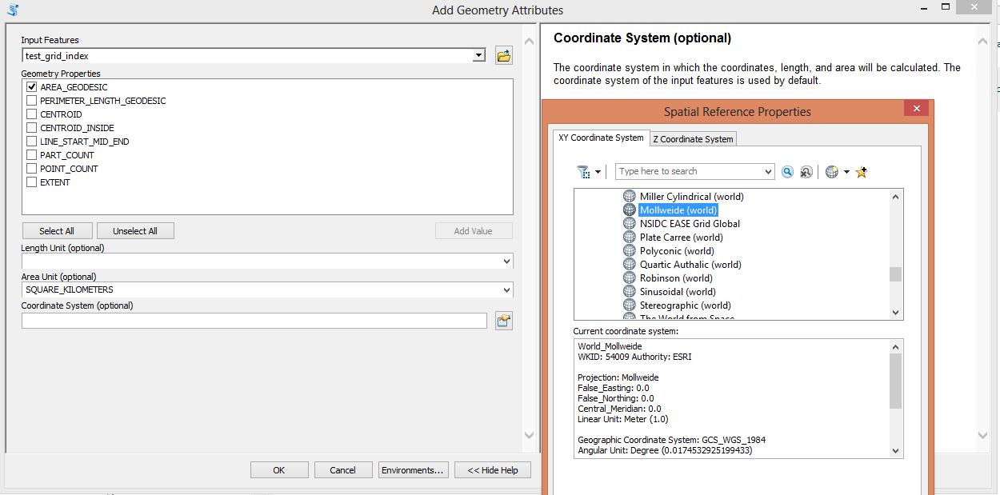 Add Geometry Attributes
Input Features
test_grid_index
Geometry Properties
AREA_GEODESIC
PERIMETER_LENGTH_GEODESIC
CENTROID
CENTROID_INSIDE
LINE_START_MID_END
PART_COUNT
POINT_COUNT
EXTENT
Select All
Unselect All
Add Value
Length Unit (optional)
Area Unit (optional)
SQUARE_KILOMETERS
Coordinate System (optional)
OK
Cancel
Environments...
<< Hide Help
Coordinate System (optional)
The coordinate system in which the coordinates, length, and area will be calculated. The
coordinate system of the input features is used by default.
Spatial Reference Properties
XY Coordinate System
Z Coordinate System
Type here to search
Miller Cylindrical (world)
Mollweide (world)
NSIDC EASE Grid Global
Plate Carree (world)
Polyconic (world)
Quartic Authalic (world)
Robinson (world)
Sinusoidal (world)
Stereographic (world)
The World from Space
Current coordinate system:
World_Mollweide
WKID: 54009 Authority: ESRI
Projection: Mollweide
False_Easting: 0.0
False_Northing: 0.0
Central_Meridian: 0.0
Linear Unit: Meter (1.0)
Geographic Coordinate System: GCS_WGS_1984
Angular Unit: Degree (0.0174532925199433)